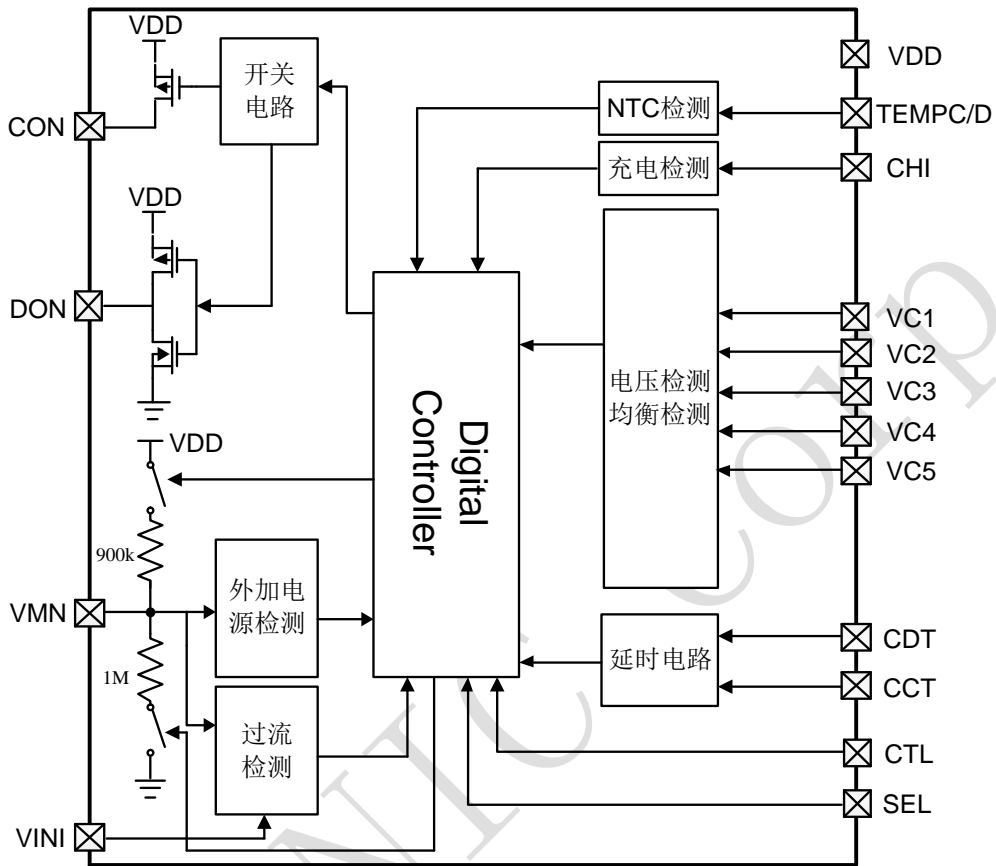 VDD
开关
电路
CON
VDD
DON
VDD
900k
VMN
1M
外加电
源检测
过流
检测
VINI
Digital
Controller
NTC检测
充电检测
电压检测
均衡检测
延时电路
VDD
TEMPC/D
CHI
VC1
VC2
VC3
VC4
VC5
CDT
CCT
CTL
SEL
NIC Corp